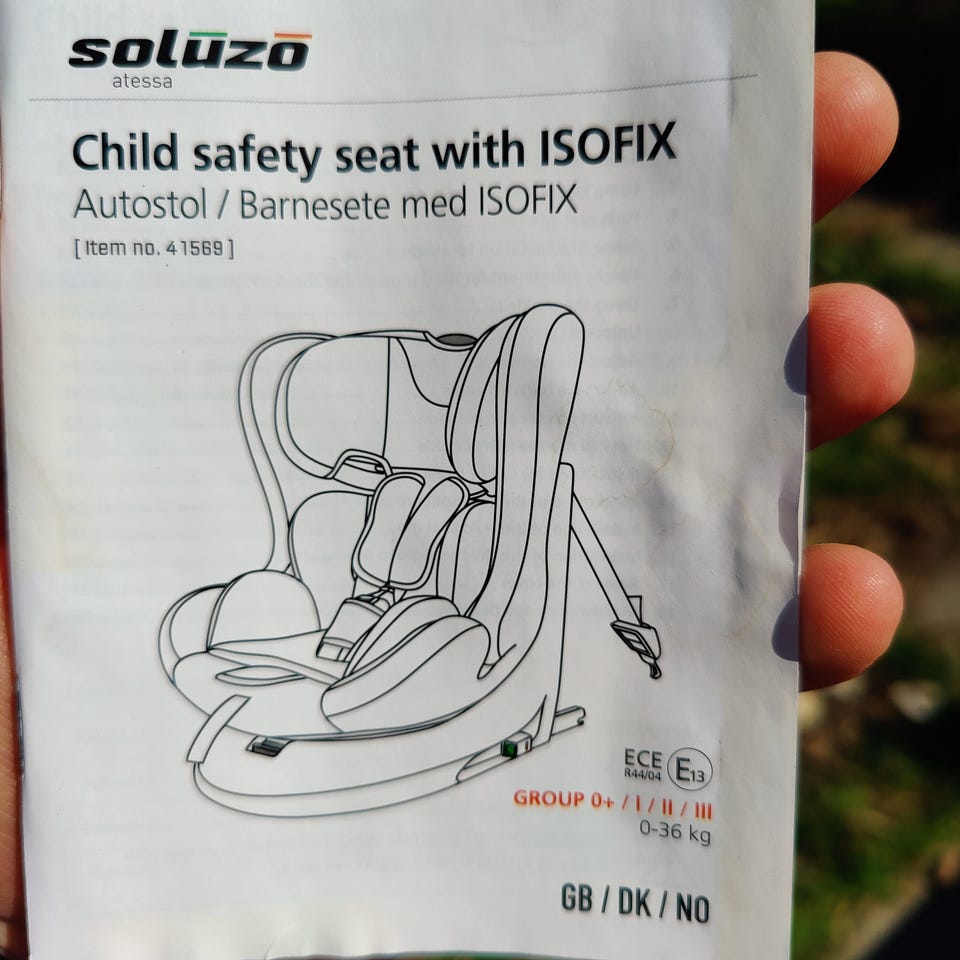 solūzō
atessa
Child safety seat with ISOFIX
Autostol / Barnesete med ISOFIX
[ Item no. 41569 ]
ECE
R44/04
E13
GROUP 0+ / I / II / III
0-36 kg
GB / DK / NO